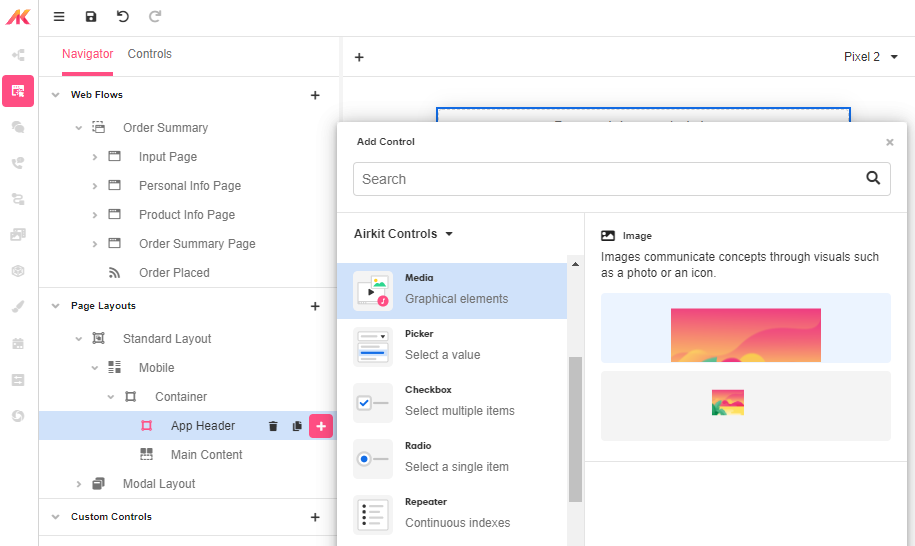 Navigator Controls
Pixel 2
Web Flows
Order Summary
Input Page
Personal Info Page
Product Info Page
Order Summary Page
Order Placed
Page Layouts
Standard Layout
Mobile
Container
App Header
Main Content
Modal Layout
Custom Controls
Add Control
Search
Airkit Controls
Media
Graphical elements
Picker
Select a value
Checkbox
Select multiple items
Radio
Select a single item
Repeater
Continuous indexes
Image
Images communicate concepts through visuals such
as a photo or an icon.